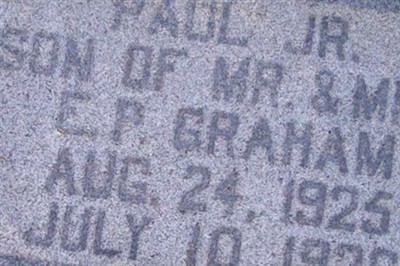 PAUL JR.
SON OF MR. &
GRAHAM
AUG. 24, 1925
JULY 10,